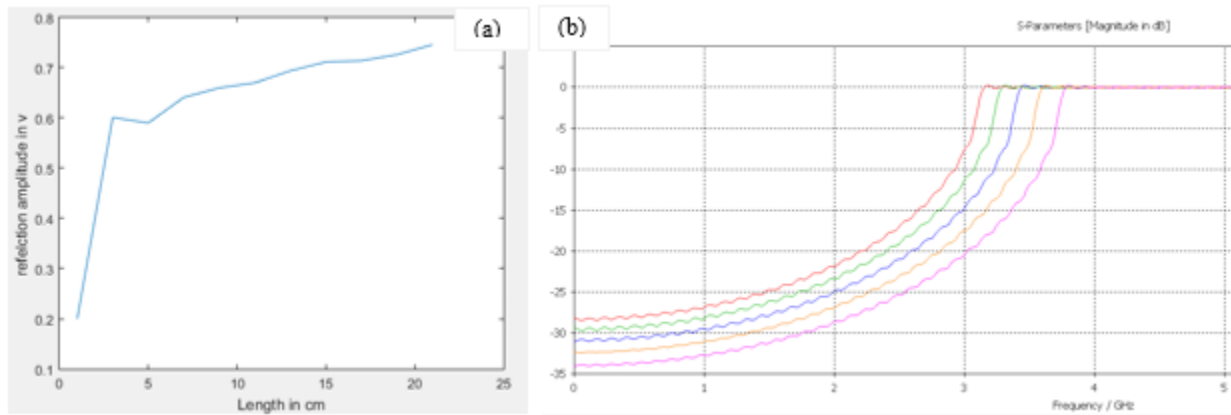 (a)
0.8
0.7
0.6
0.5
0.4
0.3
0.2
0.1
refelction amplitude in v
0 5 10 15 20 25
Length in cm
(b)
S-Parameters [Magnitude in dB]
0
-5
-10
-15
-20
-25
-30
-35
0 1 2 3 4 5
Frequency / GHz